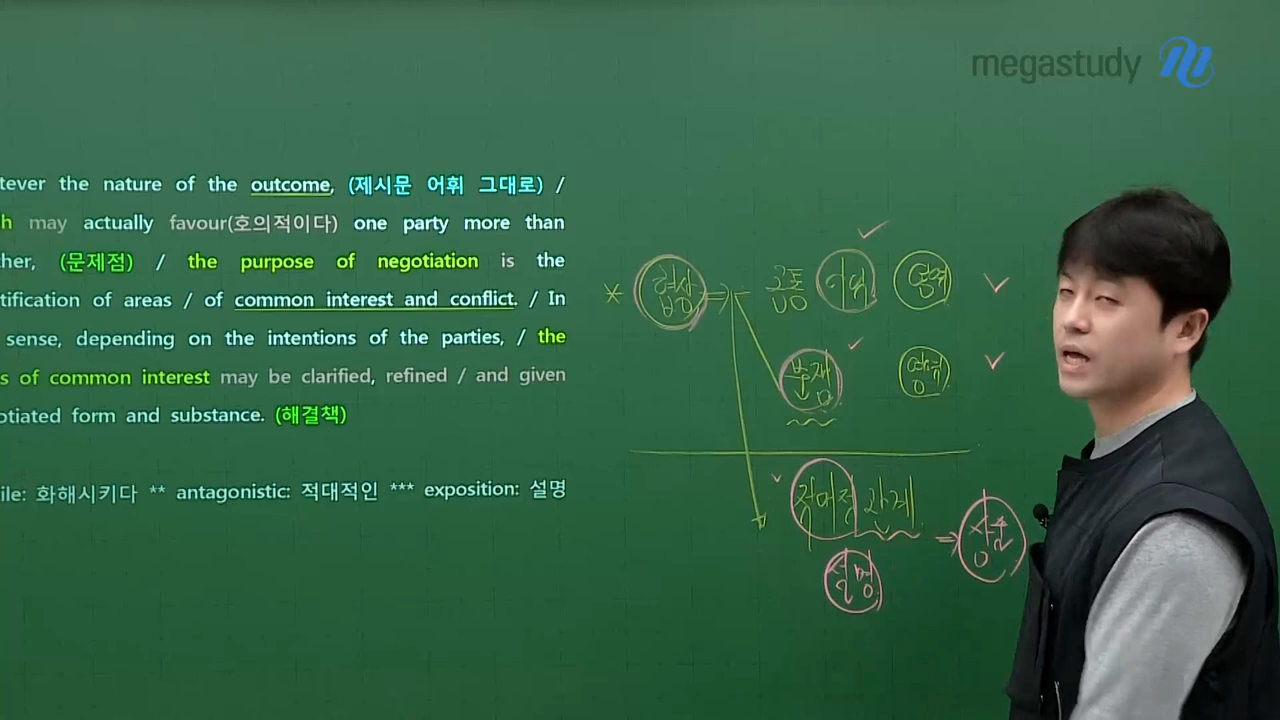 megastudy
tever the nature of the outcome, (제시문 어휘 그대로) /
h may actually favour(호의적이다) one party more than
her, (문제점) / the purpose of negotiation is the
tification of areas / of common interest and conflict. / In
sense, depending on the intentions of the parties, / the
s of common interest may be clarified, refined / and given
otiated form and substance. (해결책)
ile: 화해시키다 ** antagonistic: 적대적인 *** exposition: 설명
* 협상 ⇒ 공통 이익 영역
분쟁 영역
적대적 관계 ⇒
설명